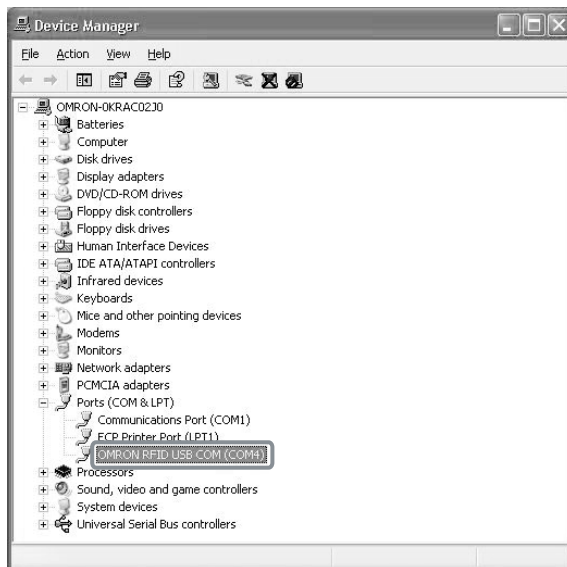 Device Manager
File Action View Help
OMRON-0KRAC02J0
Batteries
Computer
Disk drives
Display adapters
DVD/CD-ROM drives
Floppy disk controllers
Floppy disk drives
Human Interface Devices
IDE ATA/ATAPI controllers
Infrared devices
Keyboards
Mice and other pointing devices
Modems
Monitors
Network adapters
PCMCIA adapters
Ports (COM & LPT)
Communications Port (COM1)
ECP Printer Port (LPT1)
OMRON RFID USB COM (COM4)
Processors
Sound, video and game controllers
System devices
Universal Serial Bus controllers